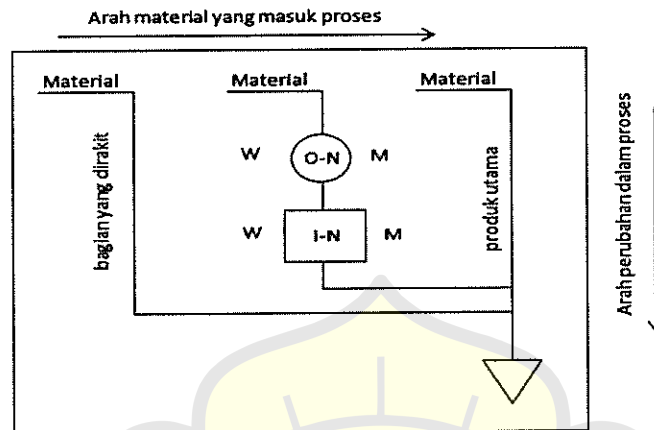 Arah material yang masuk proses
Material
Material
Material
bagian yang dirakit
W
O-N
M
W
I-N
M
produk utama
Arah perubahan dalam proses